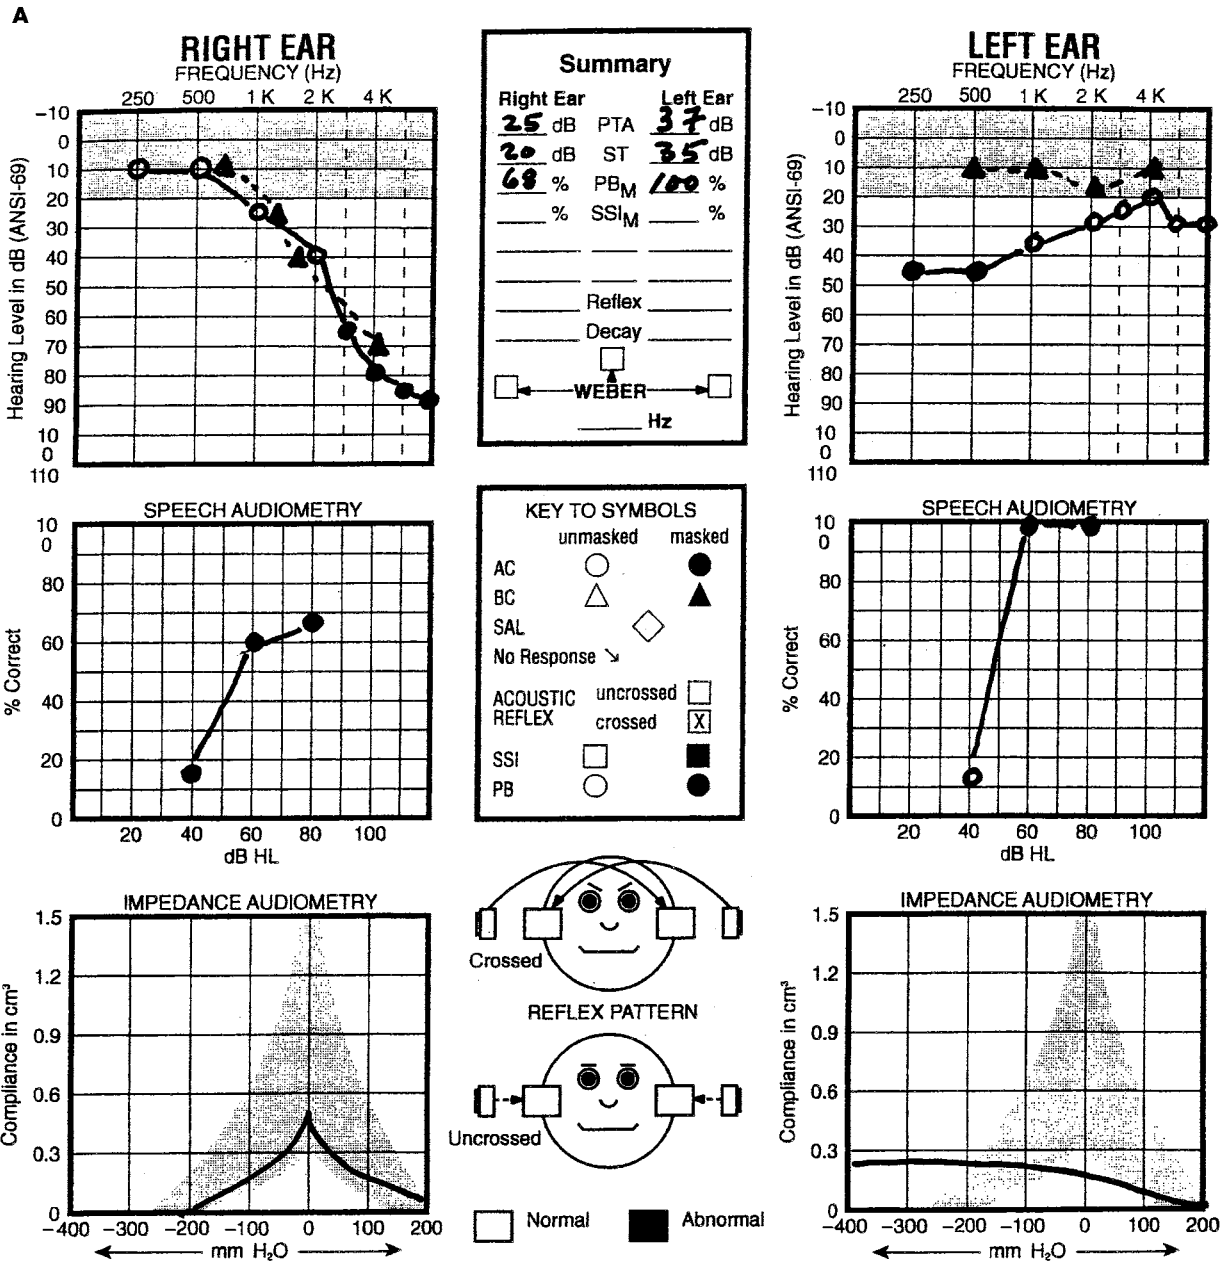 A
RIGHT EAR
FREQUENCY (Hz)
250 500 1 K 2 K 4 K
−10
0
10
20
30
40
50
60
70
80
90
10
0
110
Hearing Level in dB (ANSI-69)
Summary
Right Ear Left Ear
25 dB PTA 37 dB
20 dB ST 35 dB
68 % PBM 100 %
% SSIM %
Reflex
Decay
WEBER
Hz
LEFT EAR
FREQUENCY (Hz)
250 500 1 K 2 K 4 K
−10
0
10
20
30
40
50
60
70
80
90
10
0
110
Hearing Level in dB (ANSI-69)
SPEECH AUDIOMETRY
10
0
80
60
40
20
0
% Correct
20 40 60 80 100
dB HL
KEY TO SYMBOLS
unmasked masked
AC
BC
SAL
No Response ↘
ACOUSTIC REFLEX
uncrossed
crossed X
SSI
PB
SPEECH AUDIOMETRY
10
0
80
60
40
20
0
% Correct
20 40 60 80 100
dB HL
IMPEDANCE AUDIOMETRY
1.5
1.2
0.9
0.6
0.3
0
Compliance in cm³
−400 −300 −200 −100 0 100 200
mm H₂O
Crossed
REFLEX PATTERN
Uncrossed
Normal Abnormal
IMPEDANCE AUDIOMETRY
1.5
1.2
0.9
0.6
0.3
0
Compliance in cm³
−400 −300 −200 −100 0 100 200
mm H₂O